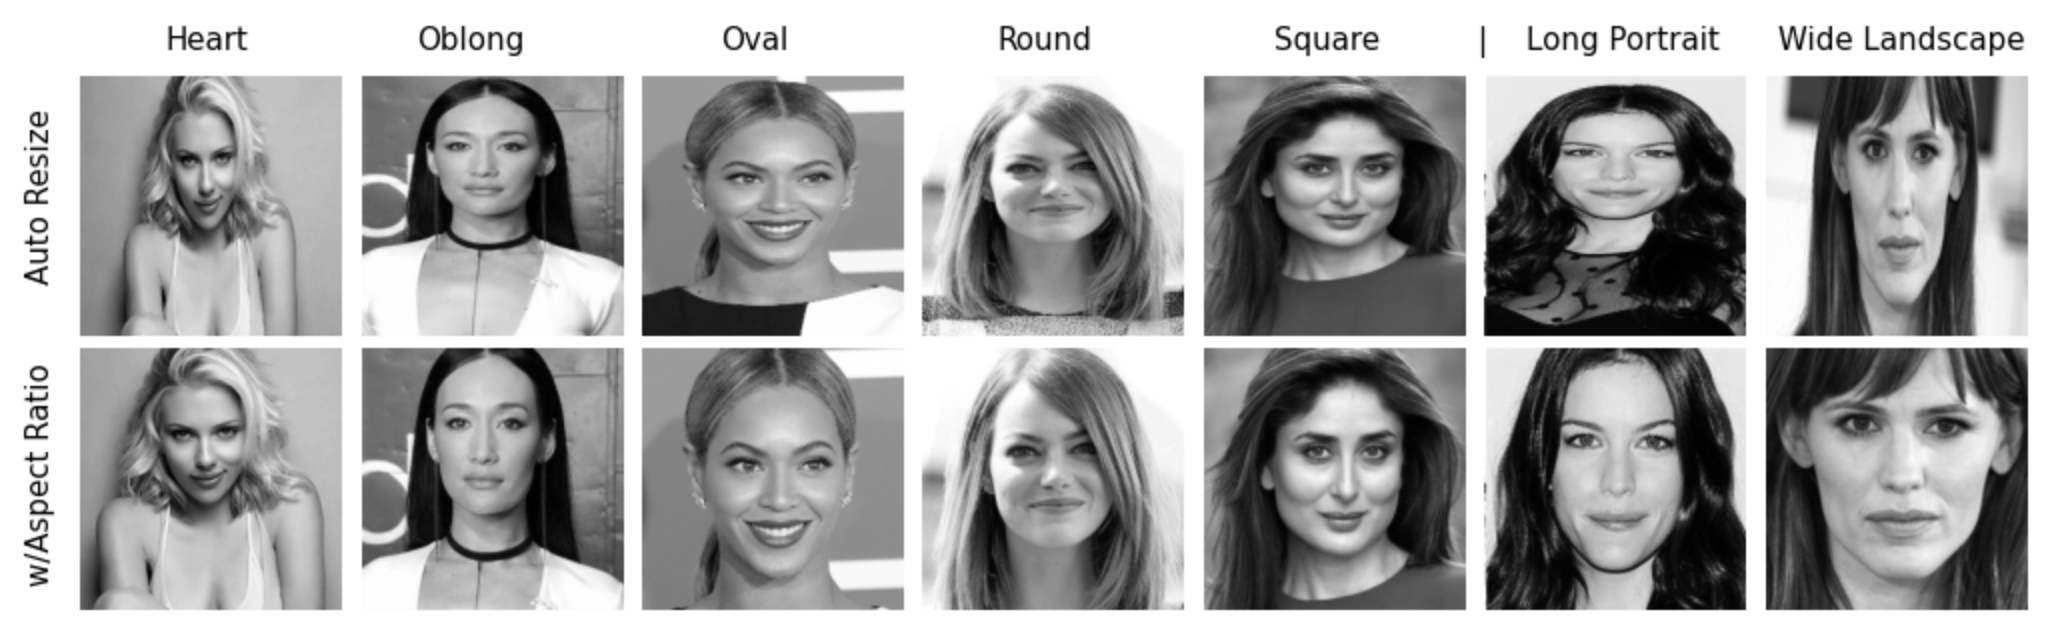 Heart Oblong Oval Round Square | Long Portrait Wide Landscape
Auto Resize
w/Aspect Ratio